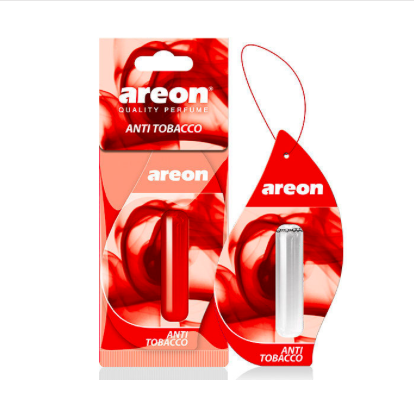 areon®
QUALITY PERFUME
ANTI TOBACCO
areon
ANTI
TOBACCO
areon
ANTI
TOBACCO